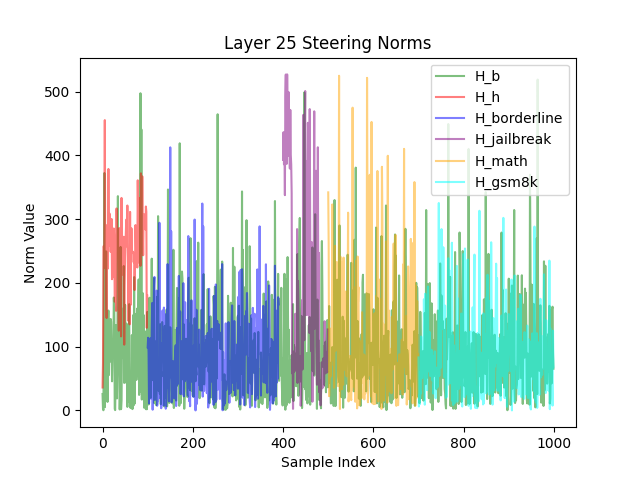 Layer 25 Steering Norms
Norm Value
500
400
300
200
100
0
0
200
400
600
800
1000
Sample Index
H_b
H_h
H_borderline
H_jailbreak
H_math
H_gsm8k